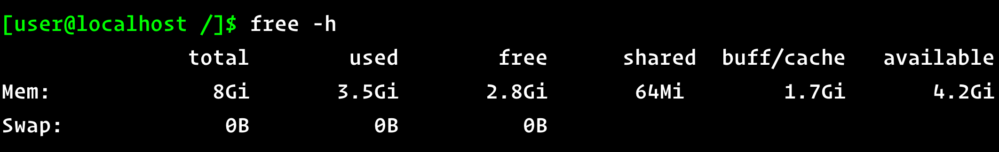 [user@localhost /]$ free -h
total used free shared buff/cache available
Mem: 8Gi 3.5Gi 2.8Gi 64Mi 1.7Gi 4.2Gi
Swap: 0B 0B 0B